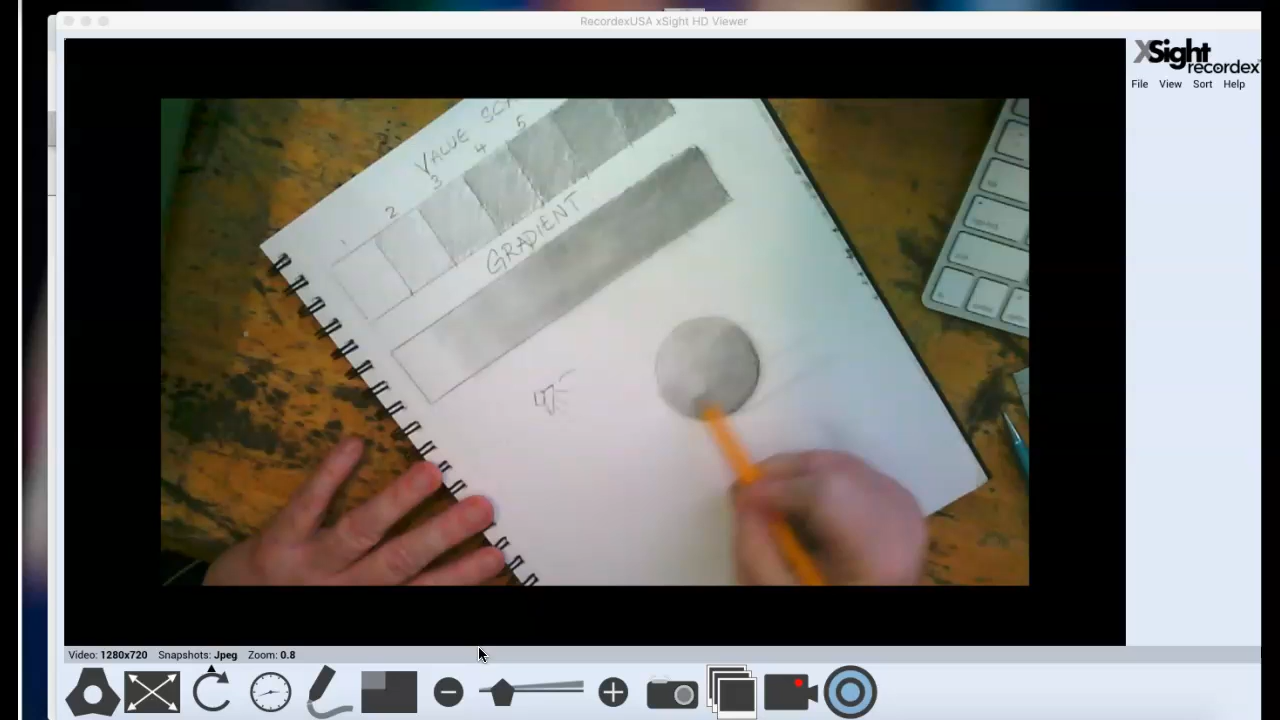 RecordexUSA xSight HD Viewer
XSight
recordex
File View Sort Help
VALUE SC
1 2 3 4 5
GRADIENT
Video: 1280x720 Snapshots: Jpeg Zoom: 0.8